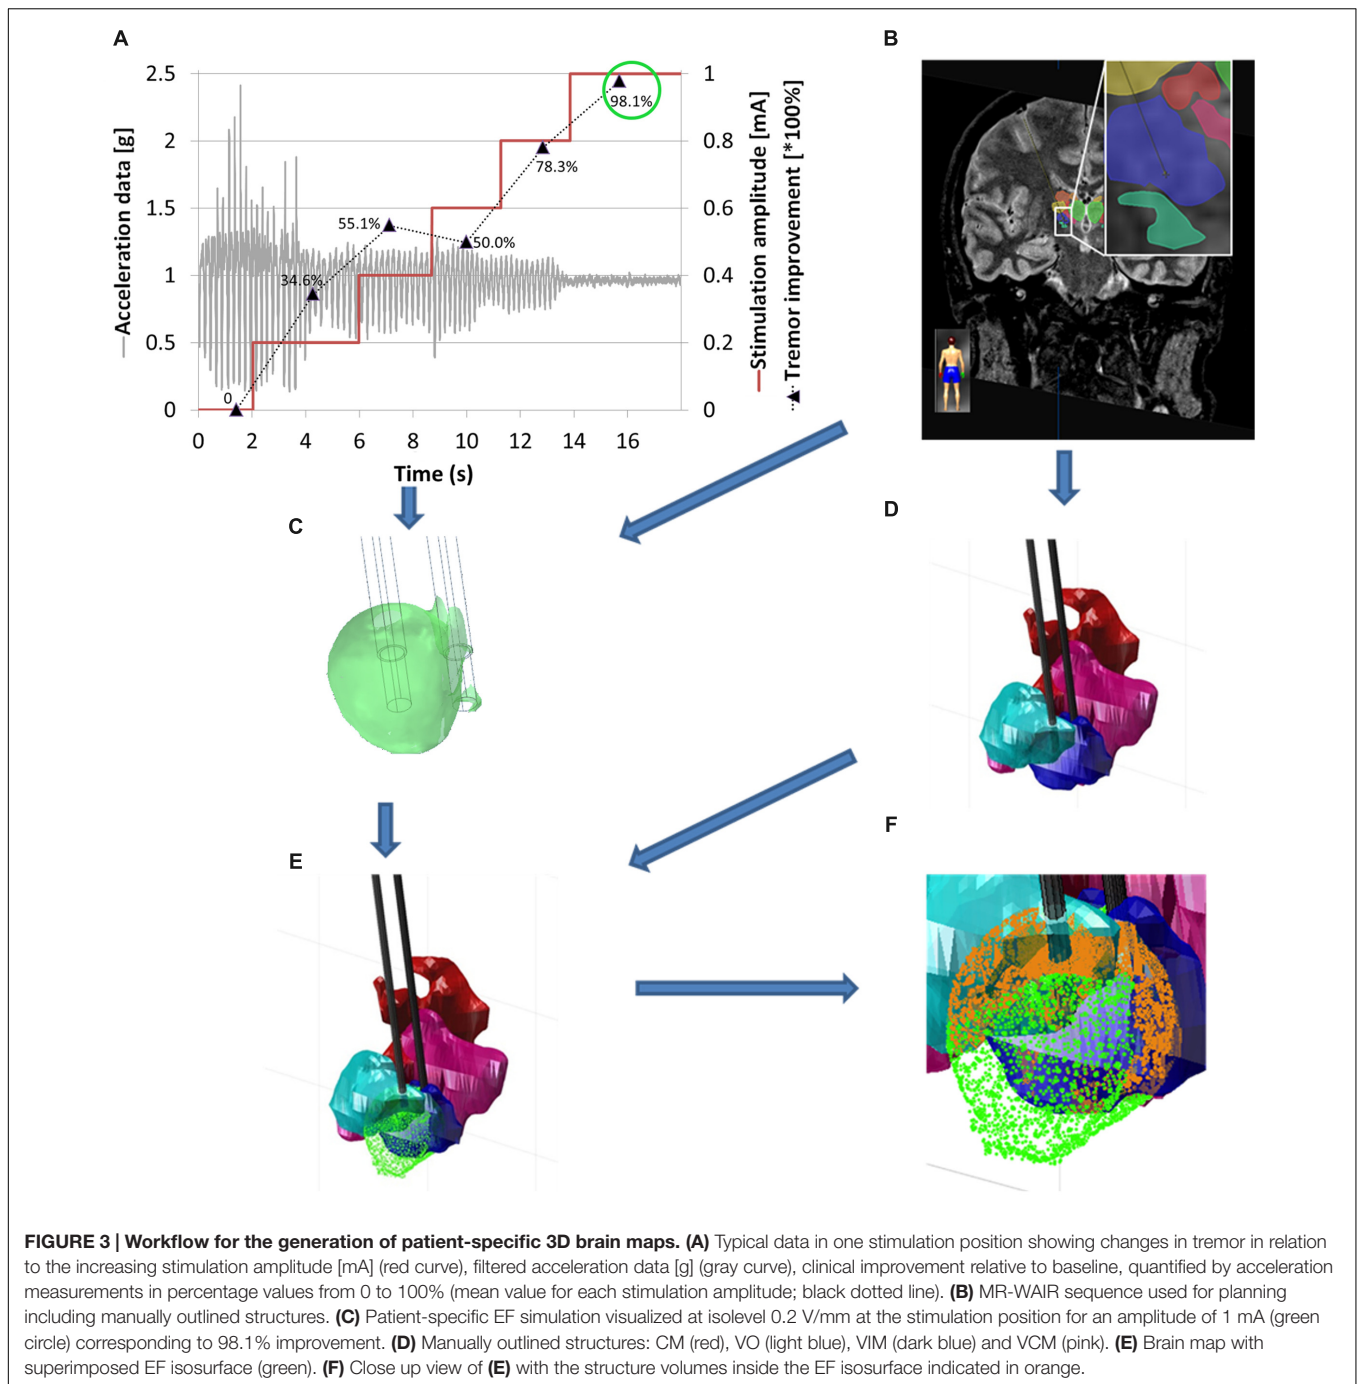 A
B
2.5
2
1.5
1
0.5
0
Acceleration data [g]
0
34.6%
55.1%
50.0%
78.3%
98.1%
1
0.8
0.6
0.4
0.2
0
Stimulation amplitude [mA]
Tremor improvement [*100%]
0 2 4 6 8 10 12 14 16
Time (s)
C
D
E
F
FIGURE 3 | Workflow for the generation of patient-specific 3D brain maps. (A) Typical data in one stimulation position showing changes in tremor in relation
to the increasing stimulation amplitude [mA] (red curve), filtered acceleration data [g] (gray curve), clinical improvement relative to baseline, quantified by acceleration
measurements in percentage values from 0 to 100% (mean value for each stimulation amplitude; black dotted line). (B) MR-WAIR sequence used for planning
including manually outlined structures. (C) Patient-specific EF simulation visualized at isolevel 0.2 V/mm at the stimulation position for an amplitude of 1 mA (green
circle) corresponding to 98.1% improvement. (D) Manually outlined structures: CM (red), VO (light blue), VIM (dark blue) and VCM (pink). (E) Brain map with
superimposed EF isosurface (green). (F) Close up view of (E) with the structure volumes inside the EF isosurface indicated in orange.